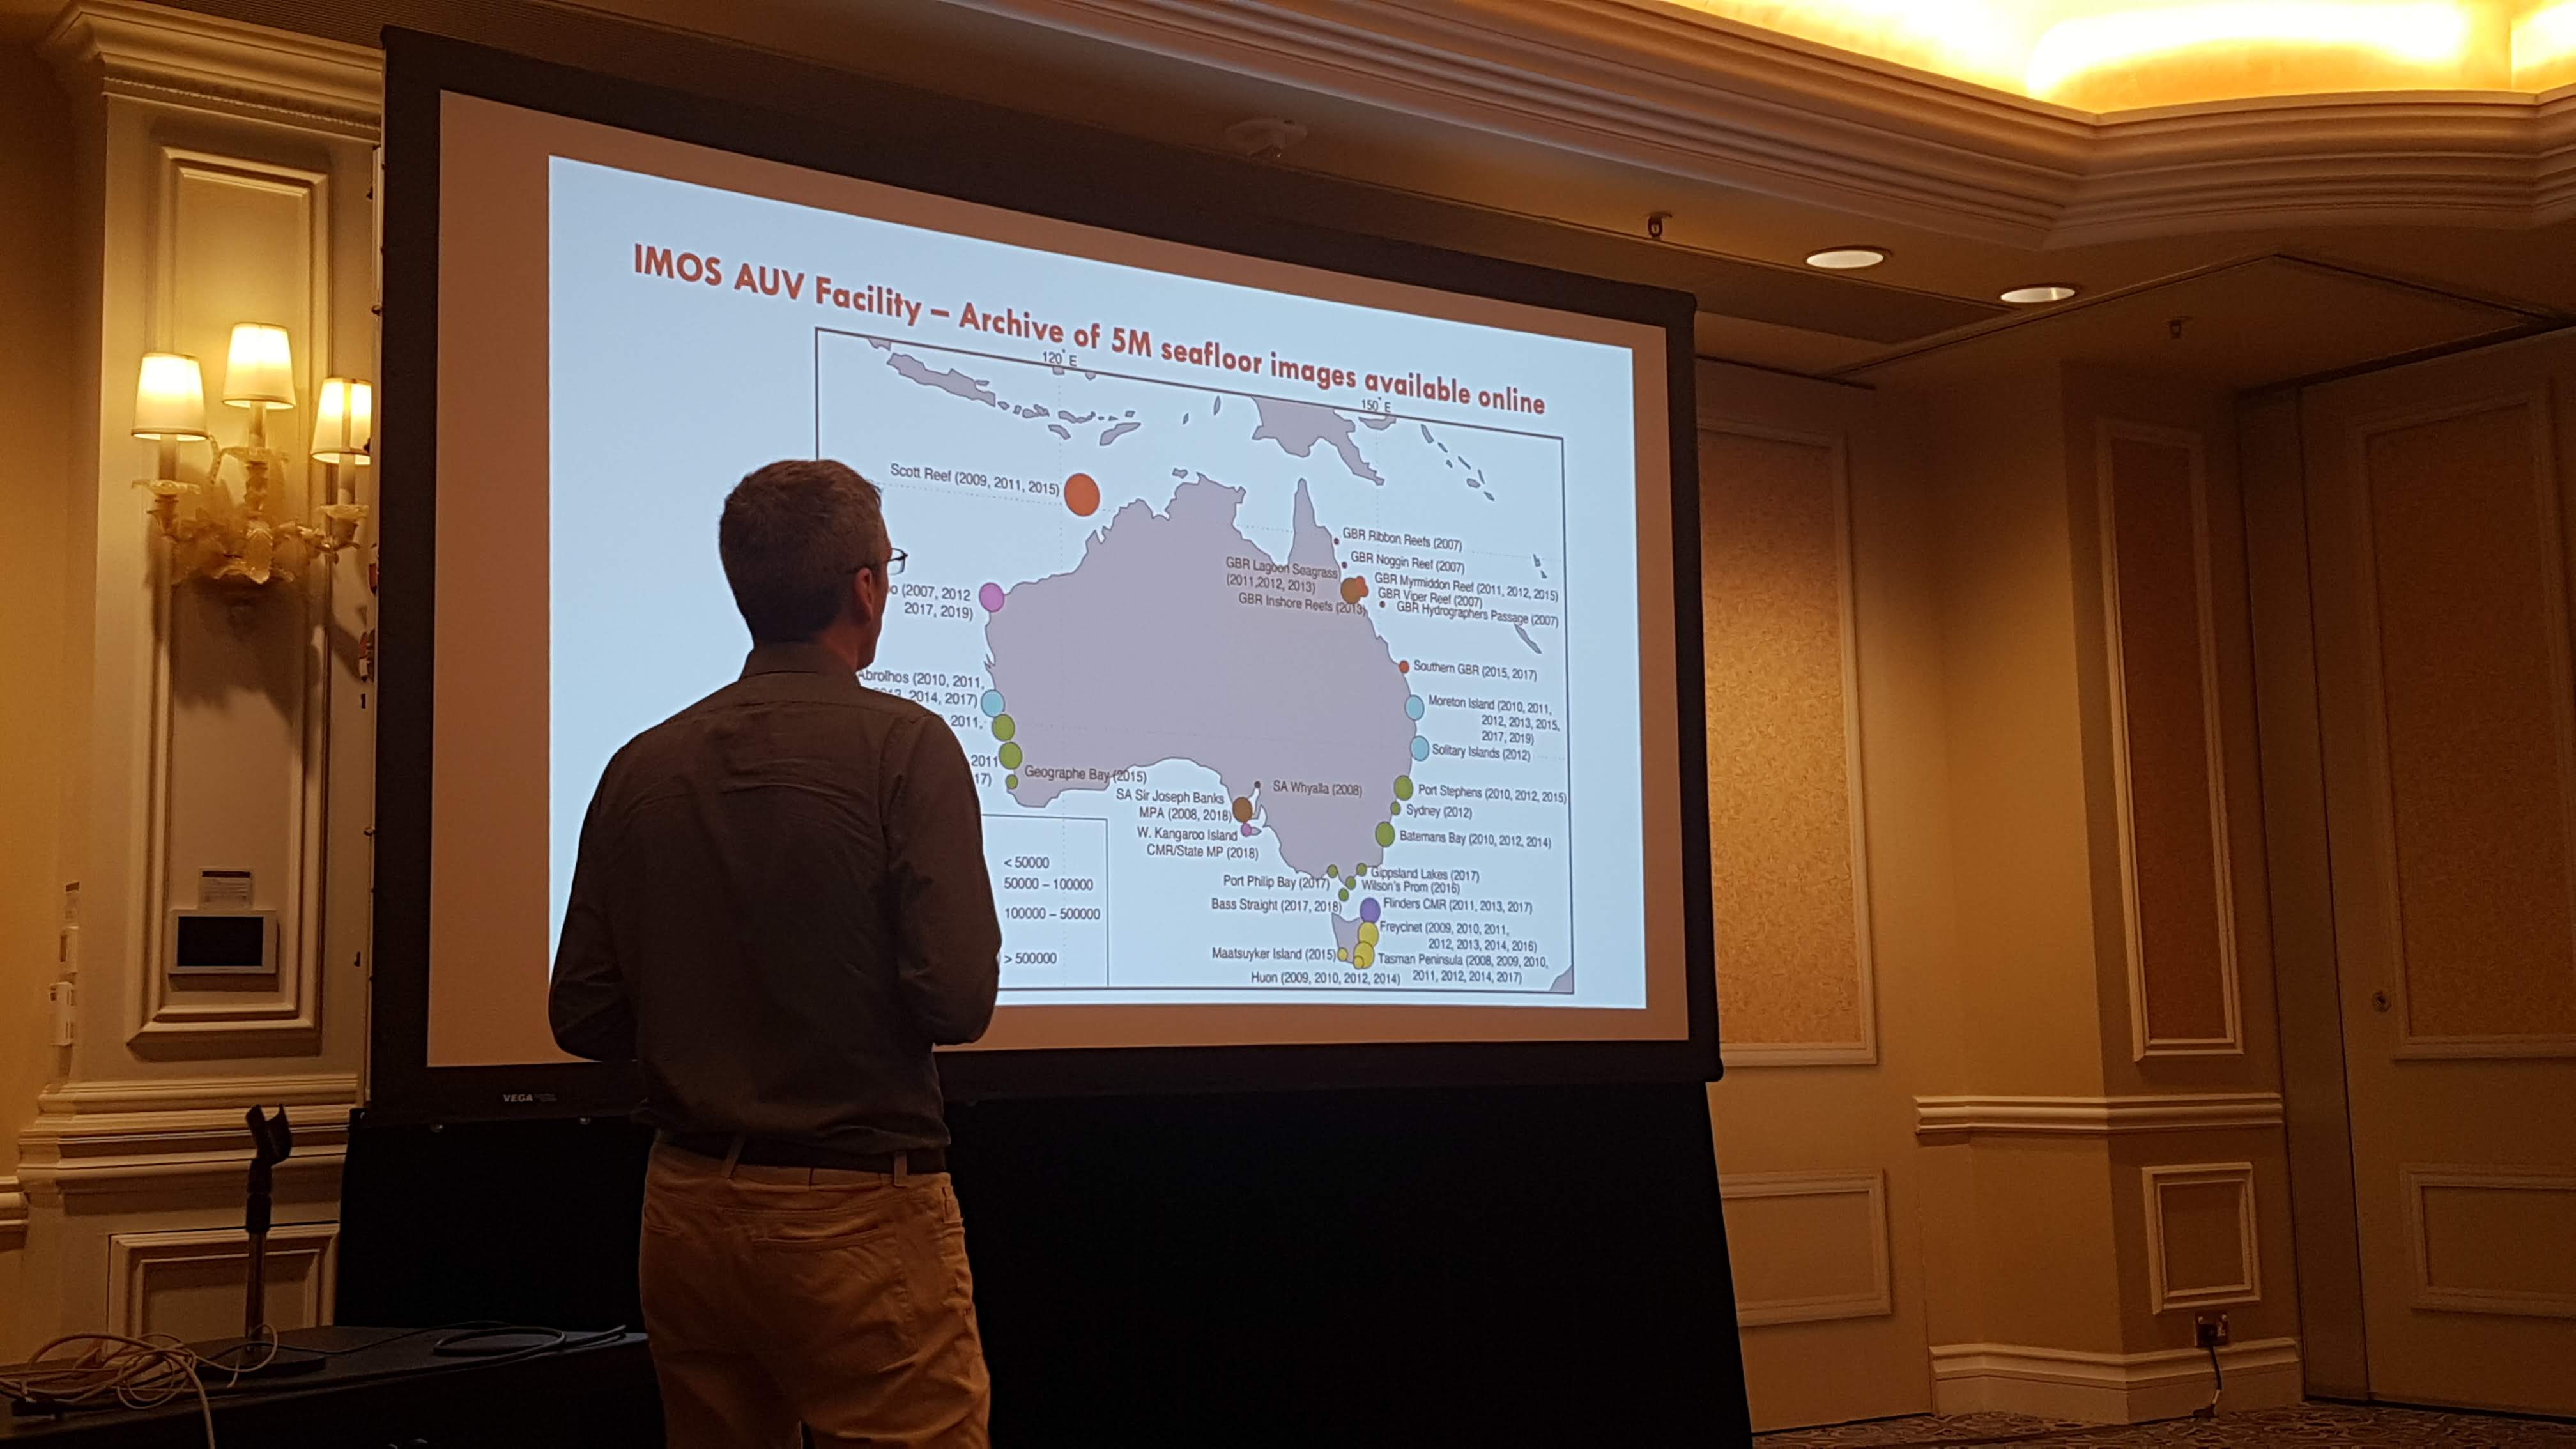 IMOS AUV Facility – Archive of 5M seafloor images available online
120° E
150° E
Scott Reef (2009, 2011, 2015)
GBR Ribbon Reefs (2007)
GBR Noggin Reef (2007)
GBR Lagoon Seagrass
(2011,2012, 2013)
GBR Myrmidon Reef (2011, 2012, 2015)
GBR Viper Reef (2007)
GBR Inshore Reefs (2013)
GBR Hydrographers Passage (2007)
(2007, 2012
2017, 2019)
Southern GBR (2015, 2017)
Abrolhos (2010, 2011,
2014, 2017)
2011,
Moreton Island (2010, 2011,
2012, 2013, 2015,
2017, 2019)
Solitary Islands (2012)
2011
17)
Geographe Bay (2015)
SA Whyalla (2008)
SA Sir Joseph Banks
MPA (2008, 2018)
W. Kangaroo Island
CMR/State MP (2018)
Port Stephens (2010, 2012, 2015)
Sydney (2012)
Batemans Bay (2010, 2012, 2014)
Gippsland Lakes (2017)
Port Philip Bay (2017)
Wilson's Prom (2016)
Bass Straight (2017, 2018)
Flinders CMR (2011, 2013, 2017)
Freycinet (2009, 2010, 2011,
2012, 2013, 2014, 2016)
Maatsuyker Island (2015)
Tasman Peninsula (2008, 2009, 2010,
2011, 2012, 2014, 2017)
Huon (2009, 2010, 2012, 2014)
< 50000
50000 – 100000
100000 – 500000
> 500000
VEGA